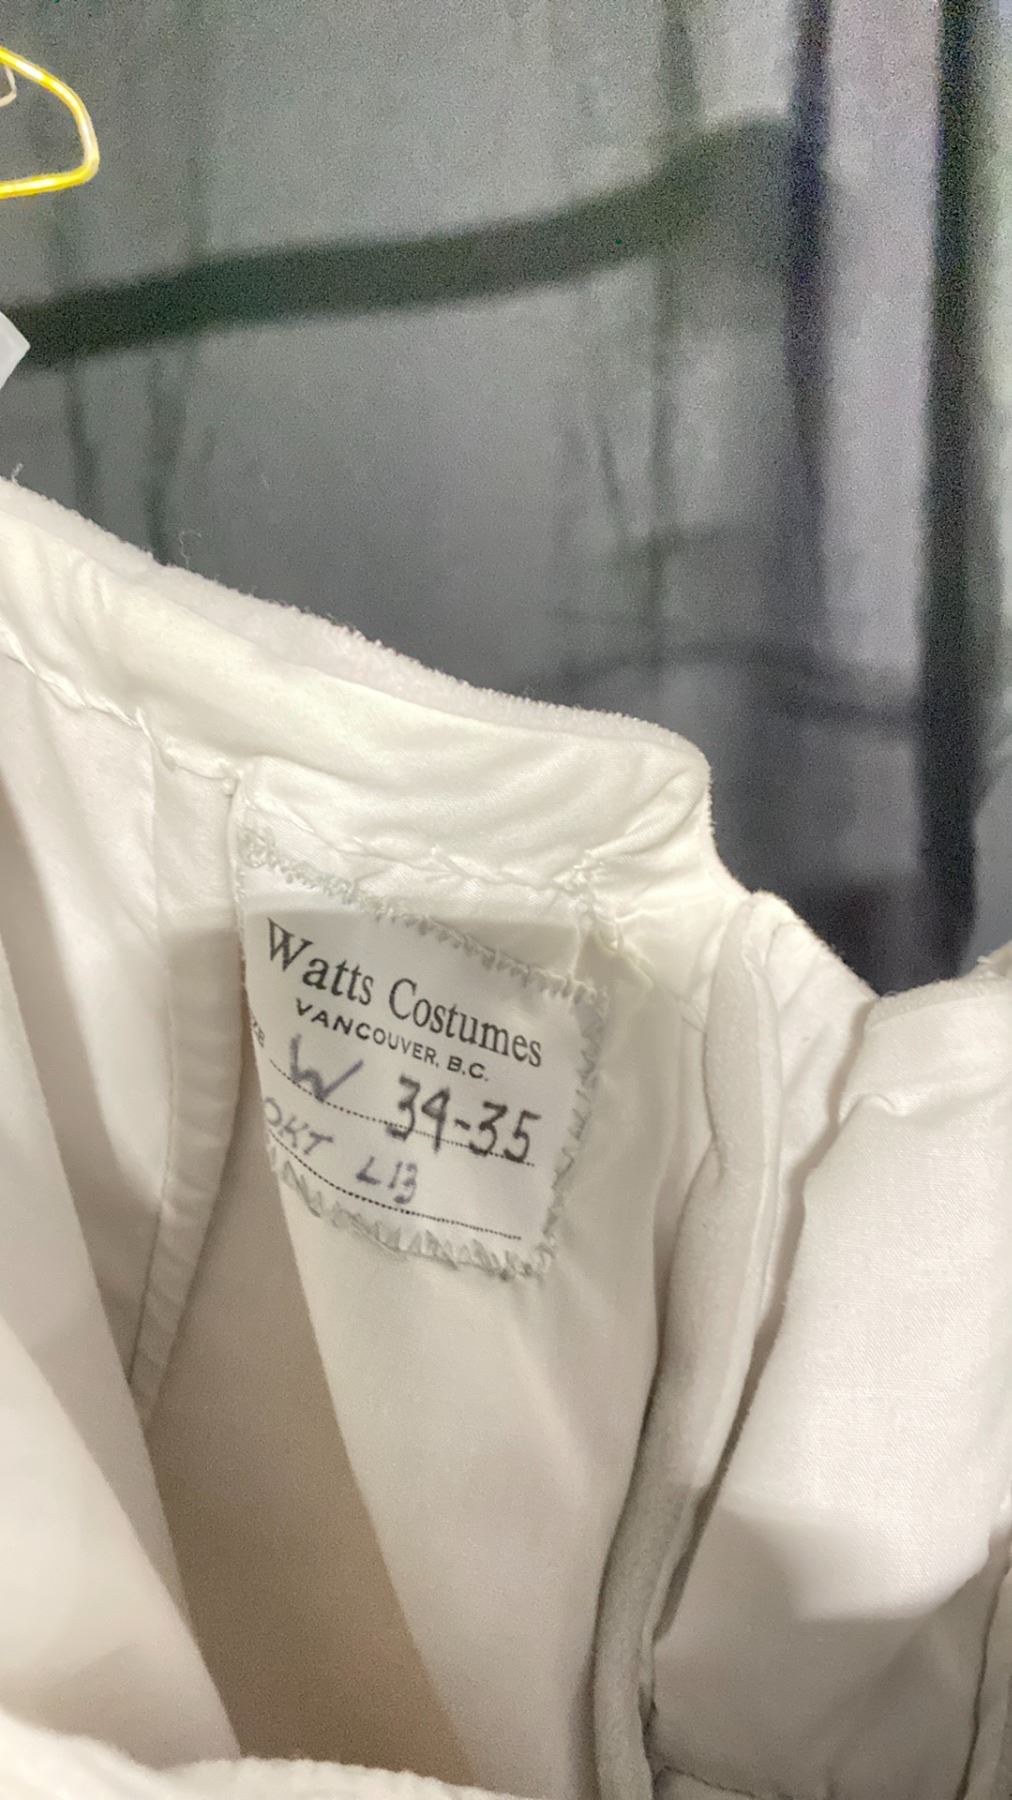 Watts Costumes
VANCOUVER, B.C.
W 34-35
L13